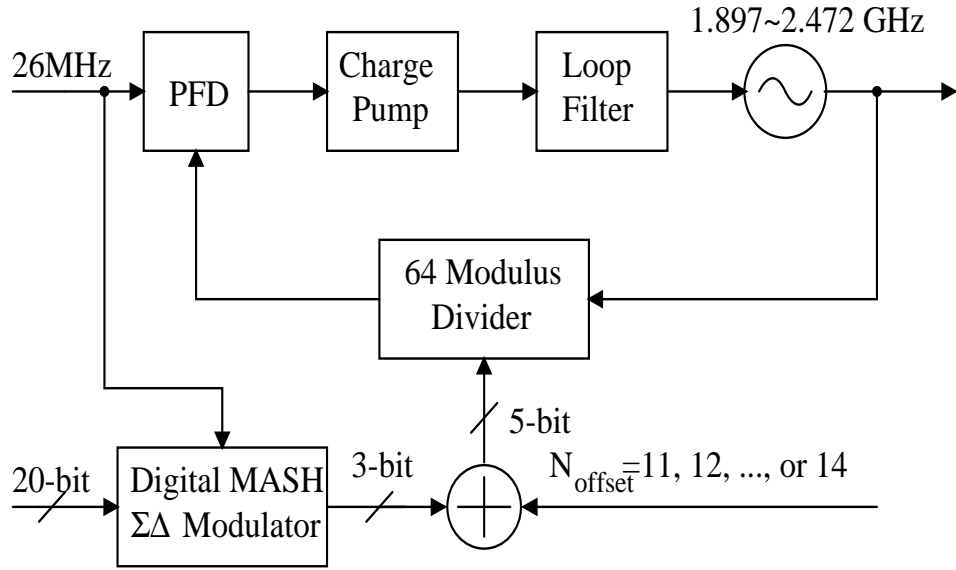 1.897~2.472 GHz
26MHz
PFD
Charge
Pump
Loop
Filter
64 Modulus
Divider
5-bit
20-bit
Digital MASH
ΣΔ Modulator
3-bit
N_offset=11, 12, ..., or 14